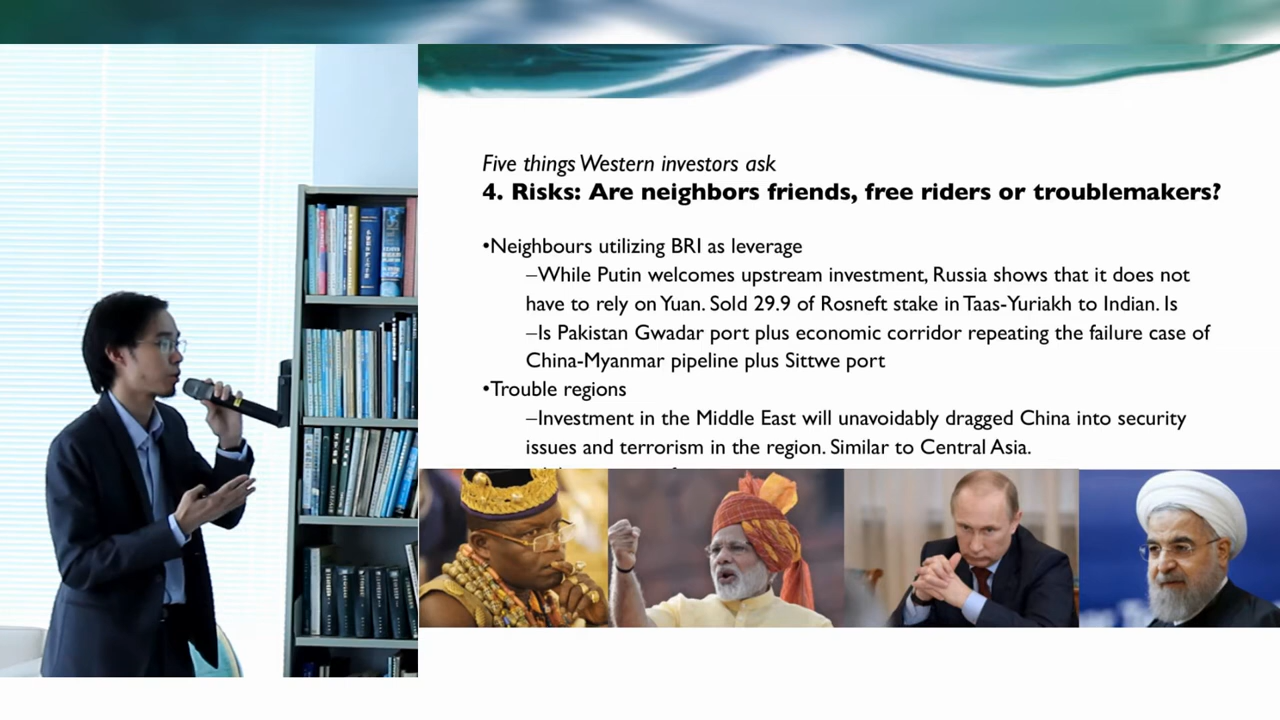 Five things Western investors ask
4. Risks: Are neighbors friends, free riders or troublemakers?
•Neighbours utilizing BRI as leverage
–While Putin welcomes upstream investment, Russia shows that it does not
have to rely on Yuan. Sold 29.9 of Rosneft stake in Taas-Yuriakh to Indian. Is
–Is Pakistan Gwadar port plus economic corridor repeating the failure case of
China-Myanmar pipeline plus Sittwe port
•Trouble regions
–Investment in the Middle East will unavoidably dragged China into security
issues and terrorism in the region. Similar to Central Asia.